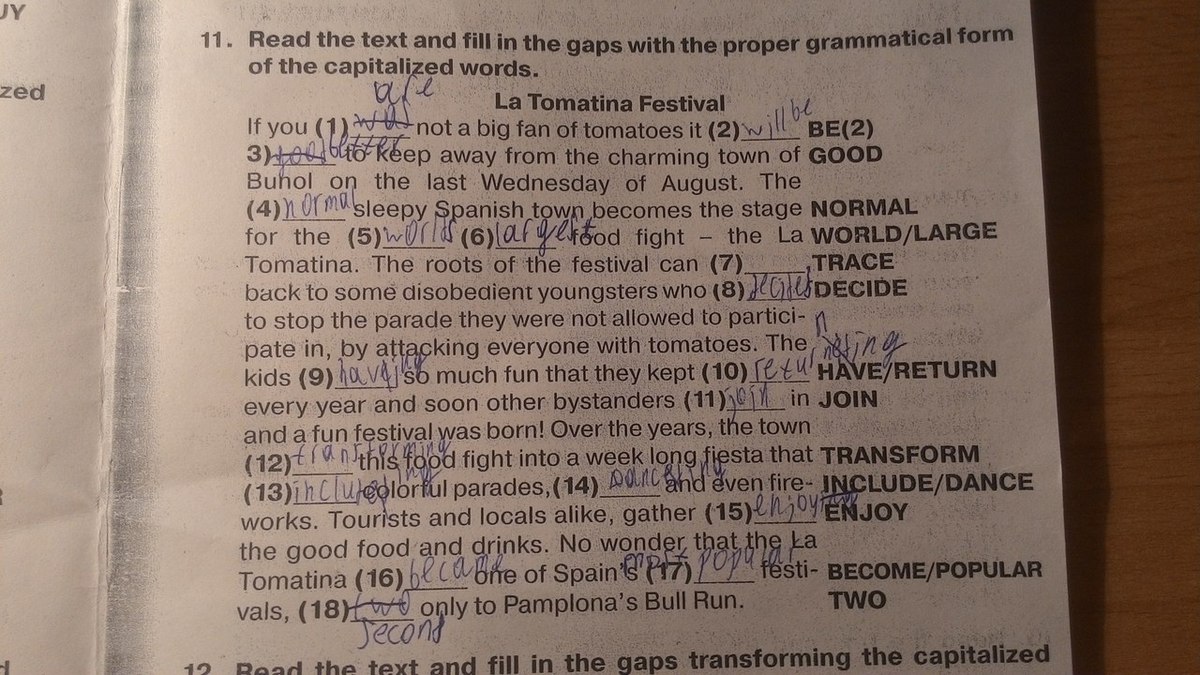 UY
zed
11. Read the text and fill in the gaps with the proper grammatical form
of the capitalized words.
are
La Tomatina Festival
If you (1) was not a big fan of tomatoes it (2) will be BE(2)
3) good better to keep away from the charming town of GOOD
Buñol on the last Wednesday of August. The
(4) normal sleepy Spanish town becomes the stage NORMAL
for the (5) worlds (6) largest food fight – the La WORLD/LARGE
Tomatina. The roots of the festival can (7)____ TRACE
back to some disobedient youngsters who (8) DECIDE
to stop the parade they were not allowed to partici-
pate in, by attacking everyone with tomatoes. The
kids (9) having so much fun that they kept (10) HAVE/RETURN
every year and soon other bystanders (11) join in JOIN
and a fun festival was born! Over the years, the town
(12) transforming this food fight into a week long fiesta that TRANSFORM
(13) colorful parades, (14) and even fire- INCLUDE/DANCE
works. Tourists and locals alike, gather (15) ENJOY
the good food and drinks. No wonder that the La
Tomatina (16) became one of Spain's (17) most popular festi- BECOME/POPULAR
vals, (18) two only to Pamplona's Bull Run. TWO
second
12. Read the text and fill in the gaps transforming the capitalized